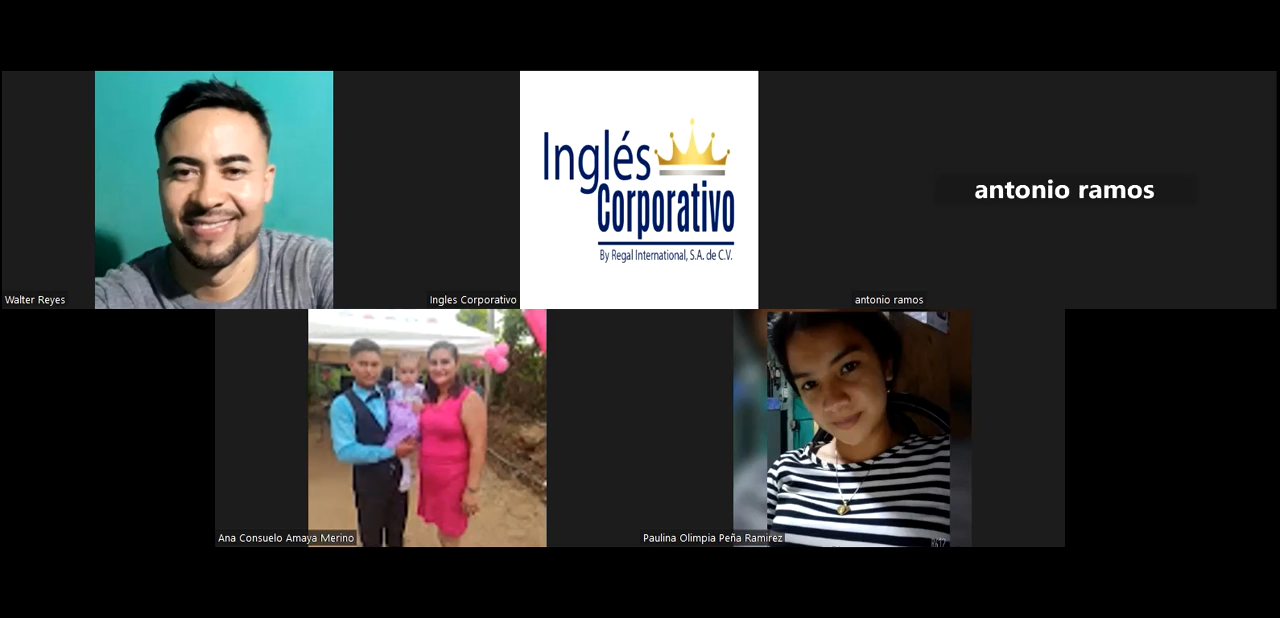 Inglés
Corporativo
By Regal International, S.A. de C.V.
antonio ramos
Walter Reyes
Ingles Corporativo
antonio ramos
Ana Consuelo Amaya Merino
Paulina Olimpia Peña Ramirez